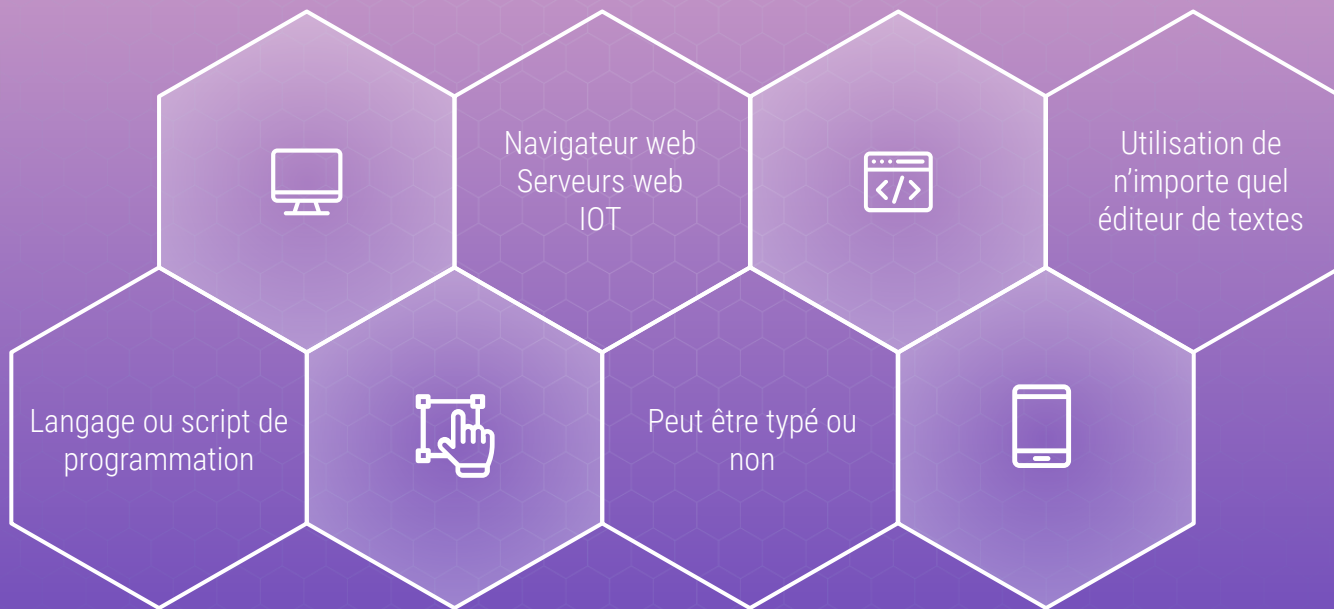 Navigateur web
Serveurs web
IOT
Utilisation de
n'importe quel
éditeur de textes
Langage ou script de
programmation
Peut être typé ou
non